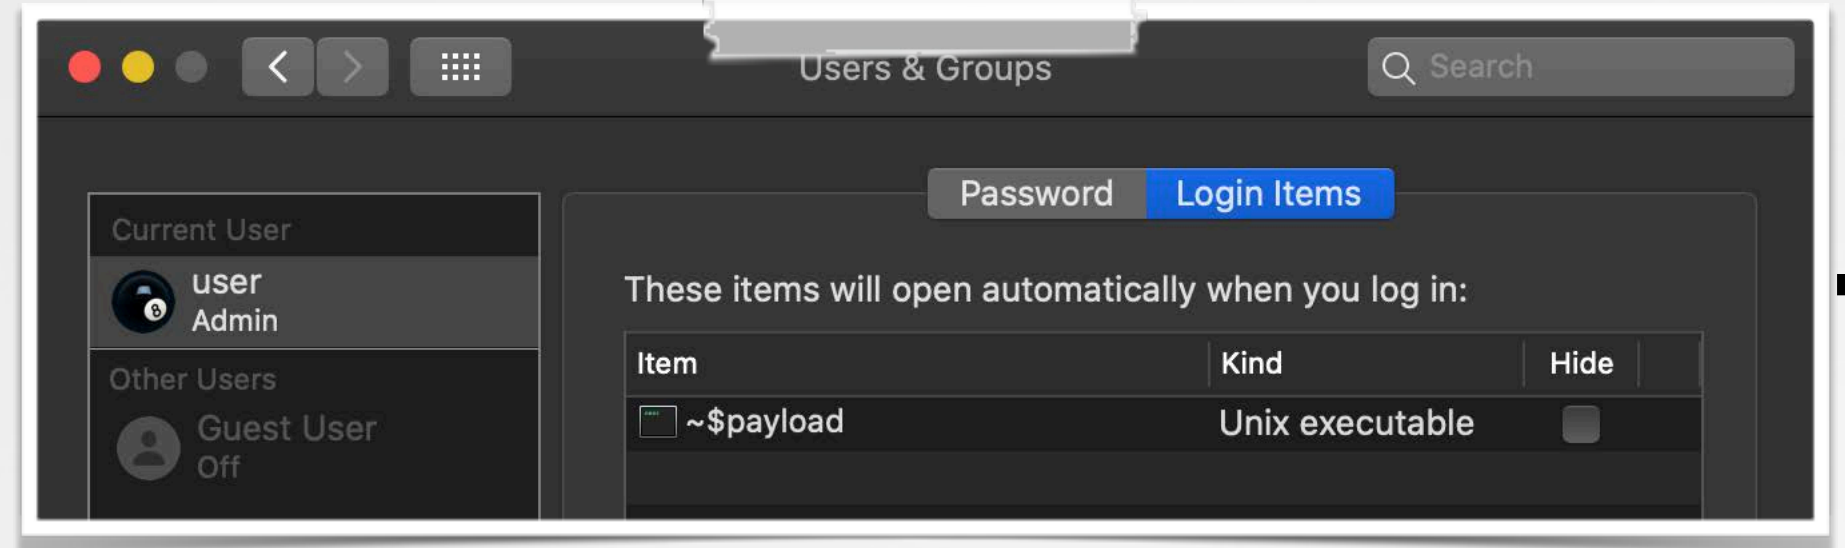 Users & Groups
Search
Password
Login Items
Current User
user
Admin
Other Users
Guest User
Off
These items will open automatically when you log in:
Item Kind Hide
~$payload Unix executable